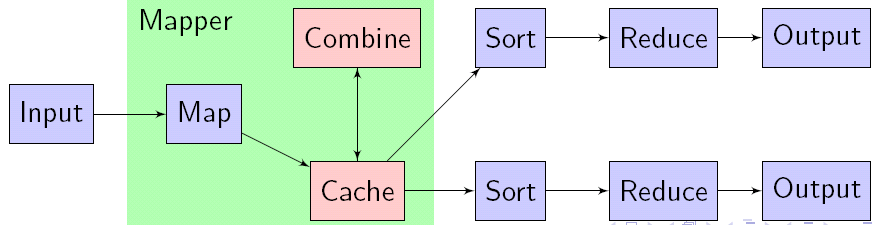 Mapper
Combine
Sort
Reduce
Output
Input
Map
Cache
Sort
Reduce
Output